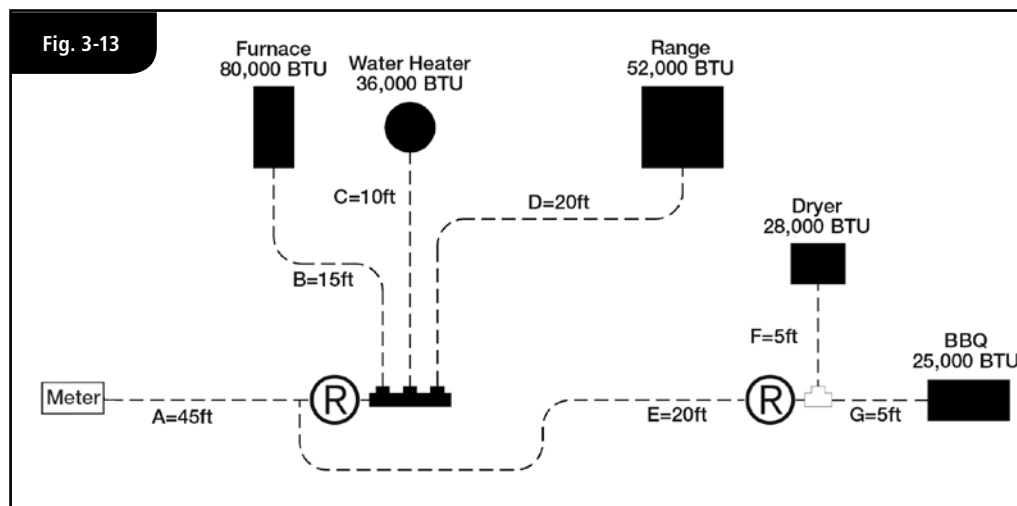 Fig. 3-13
Furnace
80,000 BTU
Water Heater
36,000 BTU
Range
52,000 BTU
C=10ft
D=20ft
Dryer
28,000 BTU
B=15ft
F=5ft
BBQ
25,000 BTU
Meter
R
R
A=45ft
E=20ft
G=5ft